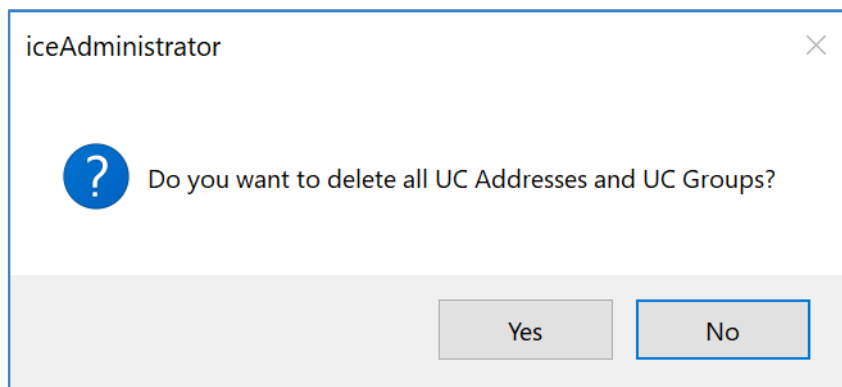 iceAdministrator
?
Do you want to delete all UC Addresses and UC Groups?
Yes
No